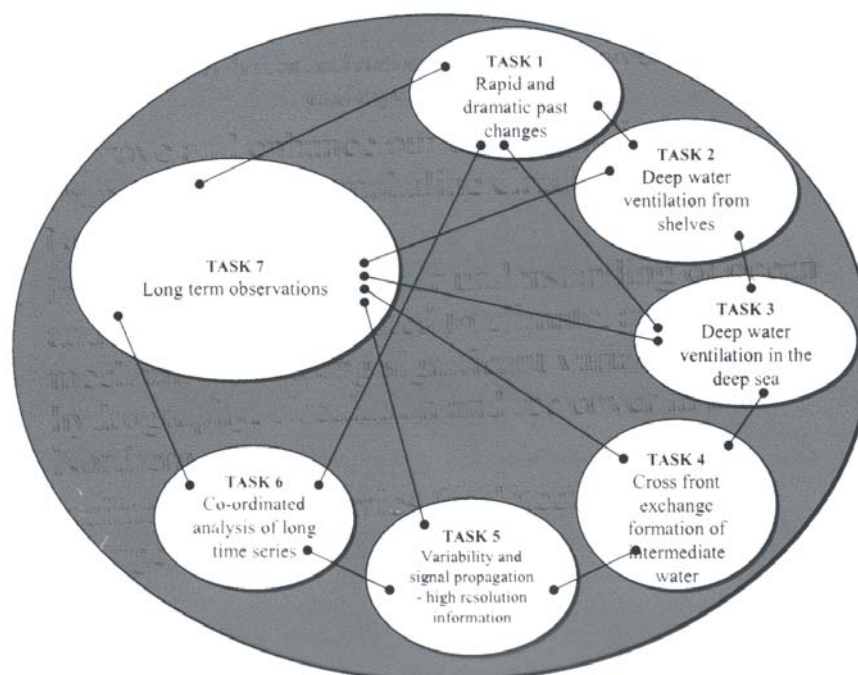 TASK 1
Rapid and
dramatic past
changes
TASK 2
Deep water
ventilation from
shelves
TASK 7
Long term observations
TASK 3
Deep water
ventilation in the
deep sea
TASK 4
Cross front
exchange
formation of
intermediate
water
TASK 6
Co-ordinated
analysis of long
time series
TASK 5
Variability and
signal propagation
- high resolution
information